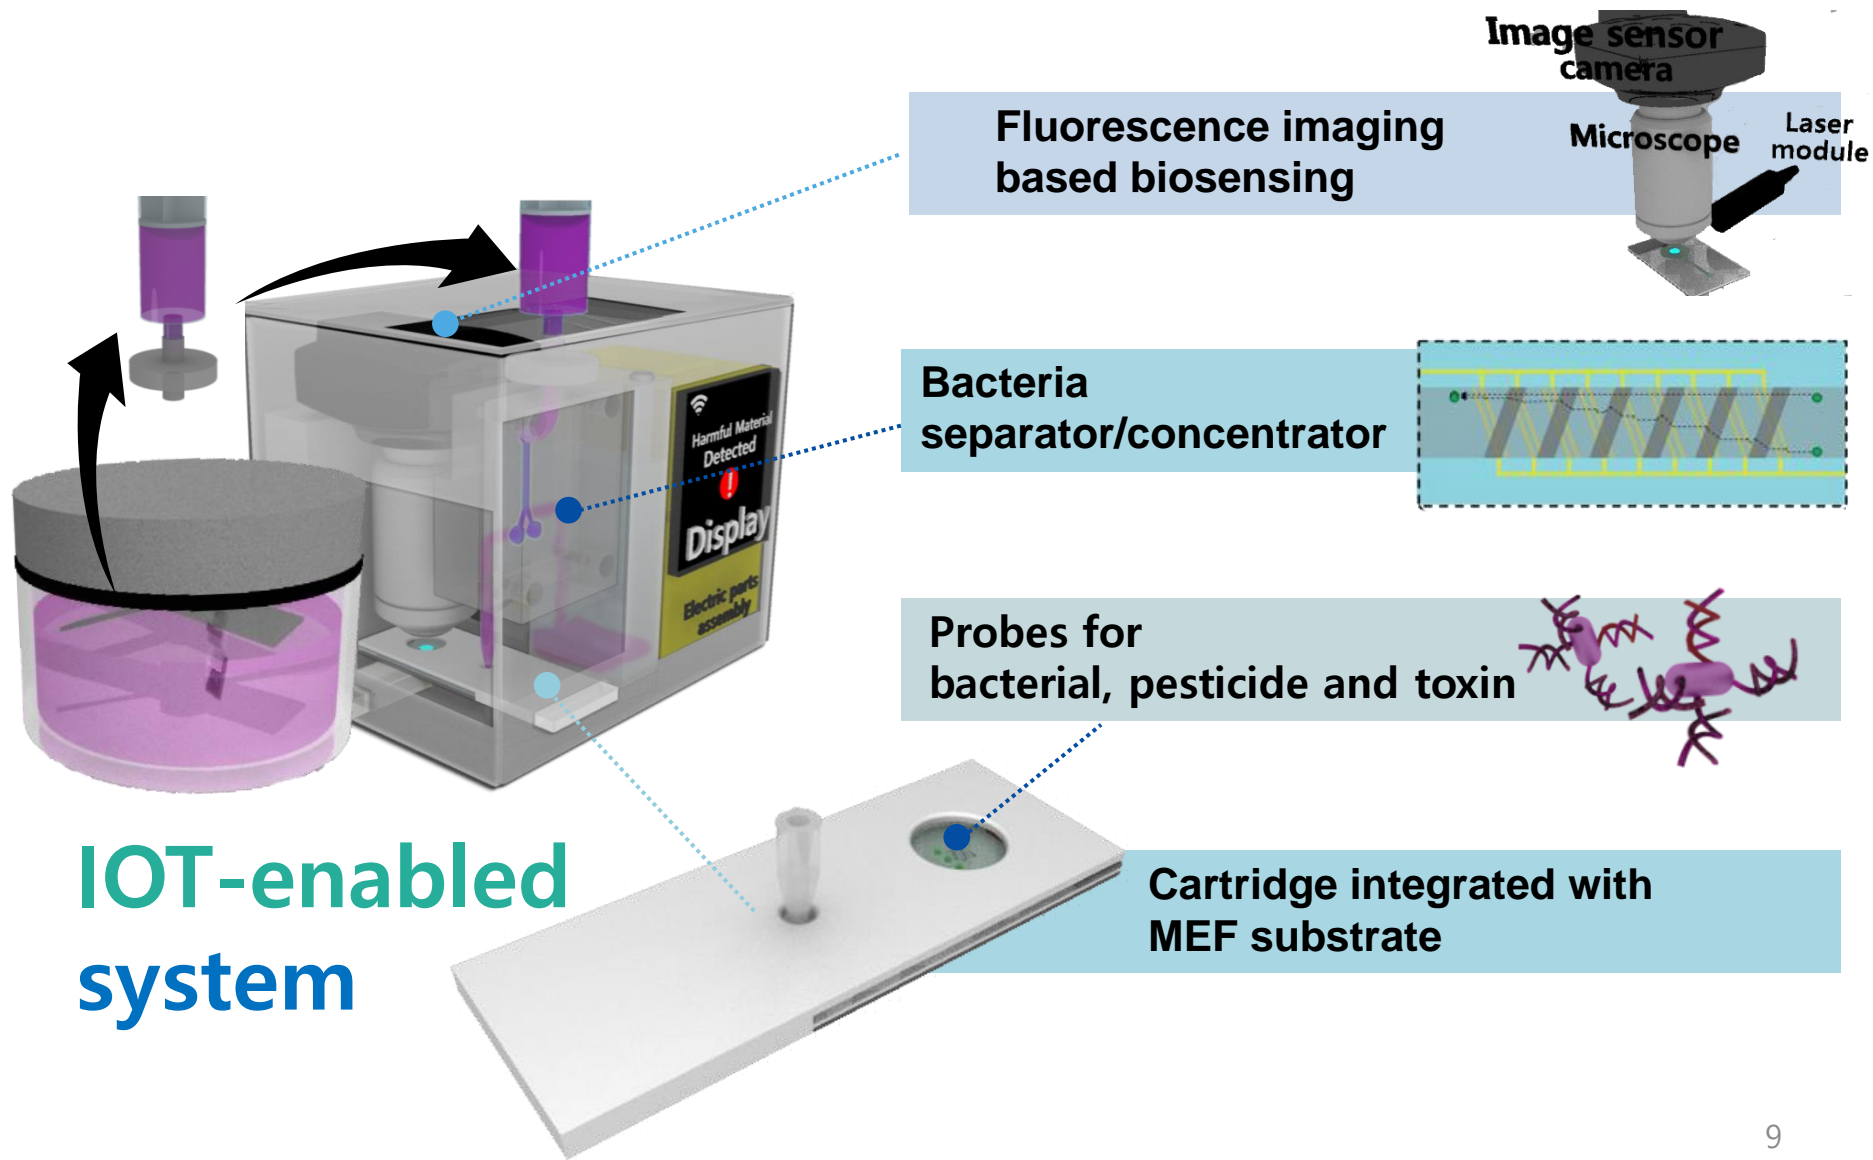 Image sensor
camera
Fluorescence imaging
based biosensing
Microscope
Laser
module
Bacteria
separator/concentrator
Harmful Material
Detected
!
Display
Electric parts
assembly
Probes for
bacterial, pesticide and toxin
IOT-enabled
system
Cartridge integrated with
MEF substrate
9